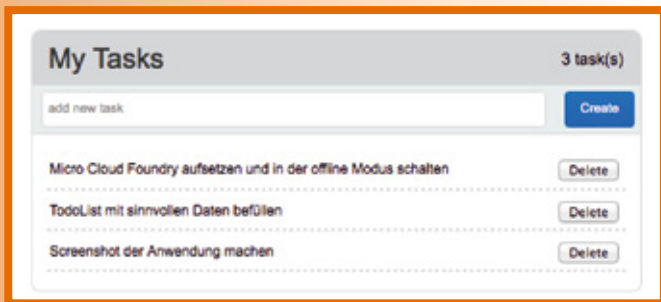 My Tasks 3 task(s)
add new task Create
Micro Cloud Foundry aufsetzen und in der offline Modus schalten Delete
TodoList mit sinnvollen Daten befüllen Delete
Screenshot der Anwendung machen Delete